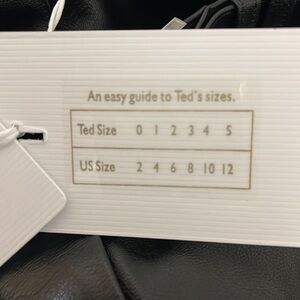 An easy guide to Ted's sizes.
Ted Size 0 1 2 3 4 5
US Size 2 4 6 8 10 12